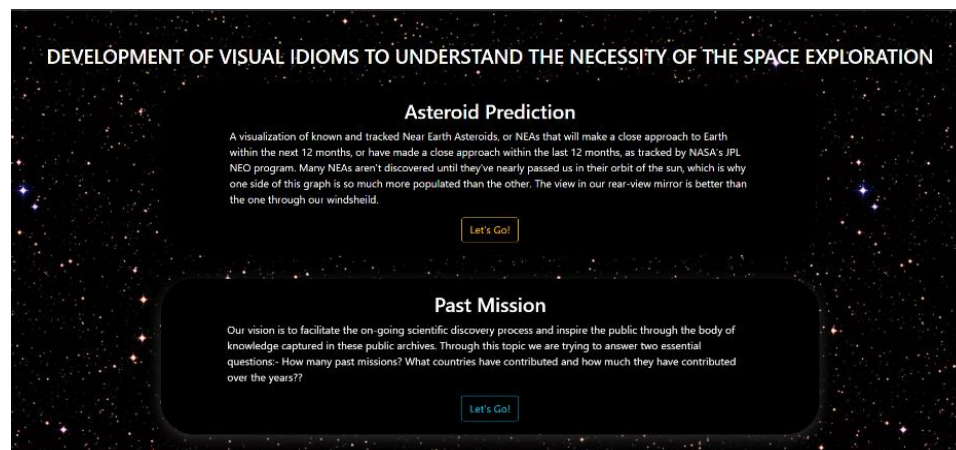 DEVELOPMENT OF VISUAL IDIOMS TO UNDERSTAND THE NECESSITY OF THE SPACE EXPLORATION
Asteroid Prediction
A visualization of known and tracked Near Earth Asteroids, or NEAs that will make a close approach to Earth
within the next 12 months, or have made a close approach within the last 12 months, as tracked by NASA's JPL
NEO program. Many NEAs aren't discovered until they've nearly passed us in their orbit of the sun, which is why
one side of this graph is so much more populated than the other. The view in our rear-view mirror is better than
the one through our windsheild.
Let's Go!
Past Mission
Our vision is to facilitate the on-going scientific discovery process and inspire the public through the body of
knowledge captured in these public archives. Through this topic we are trying to answer two essential
questions:- How many past missions? What countries have contributed and how much they have contributed
over the years??
Let's Go!